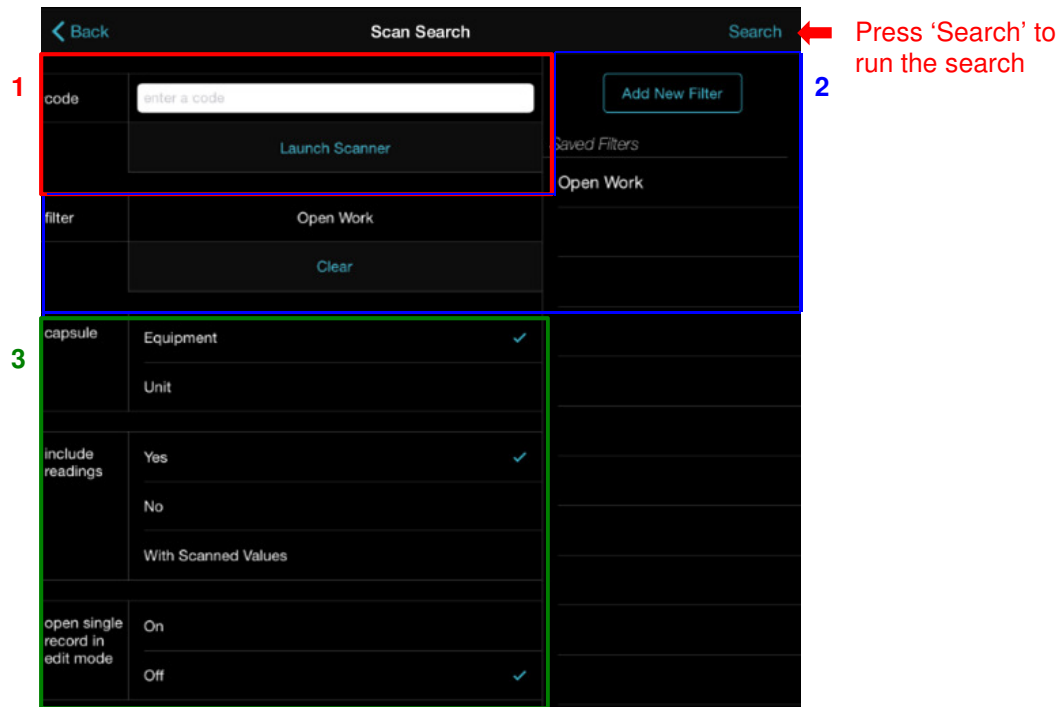 Back
Scan Search
Search
Press ‘Search’ to
run the search
1
code
enter a code
Launch Scanner
2
Add New Filter
Saved Filters
Open Work
filter
Open Work
Clear
3
capsule
Equipment
Unit
include
readings
Yes
No
With Scanned Values
open single
record in
edit mode
On
Off